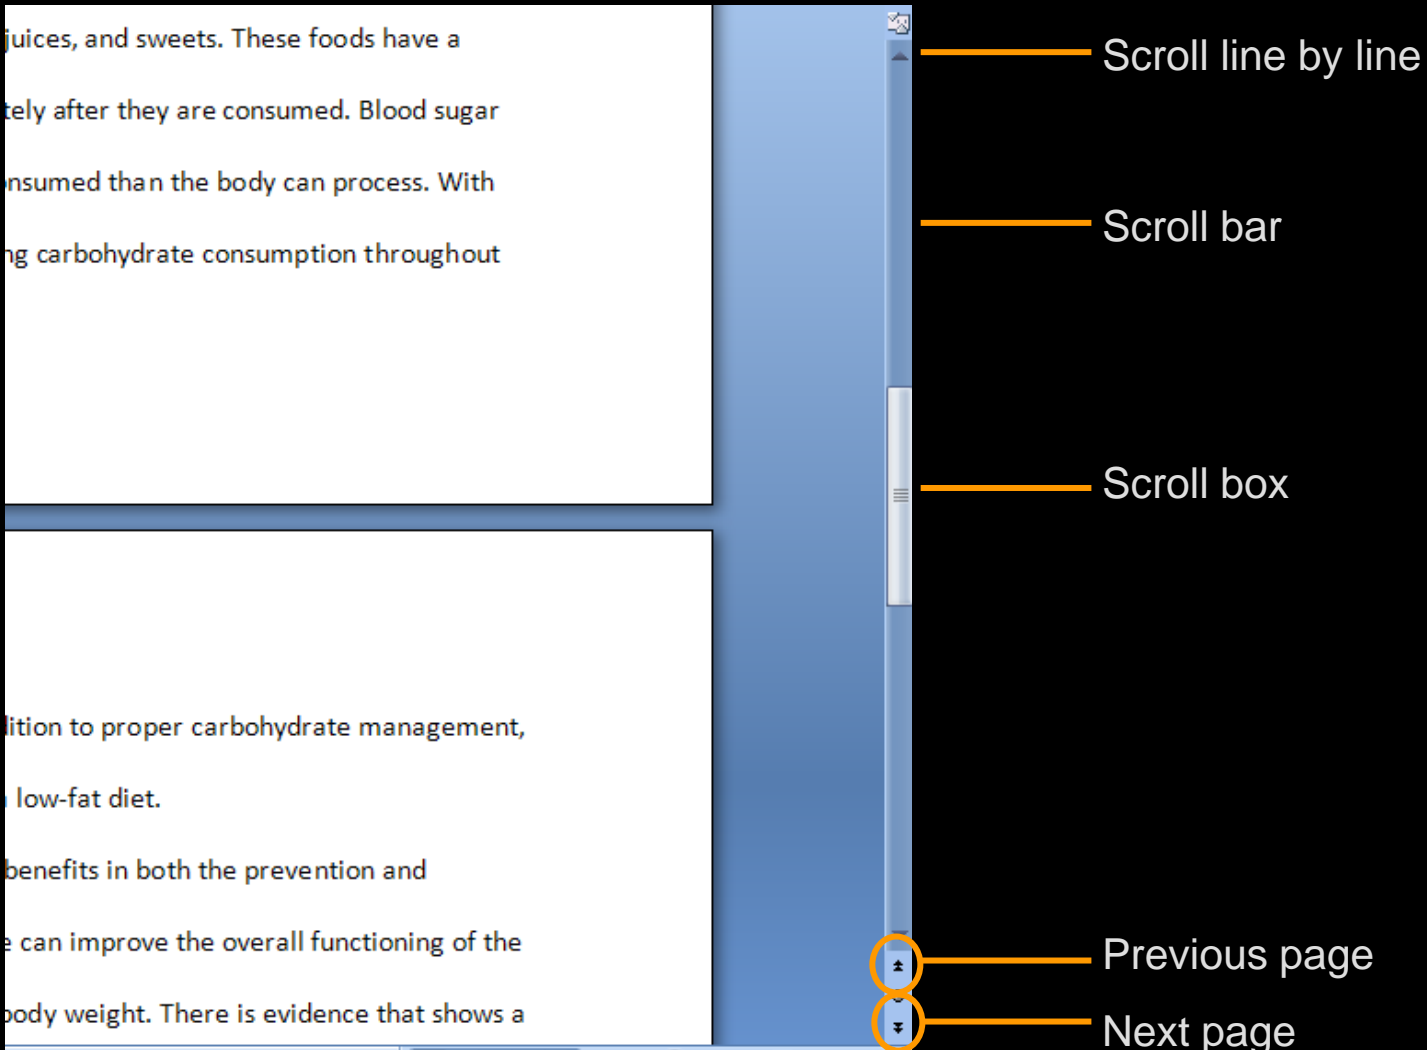 juices, and sweets. These foods have a
tely after they are consumed. Blood sugar
nsumed than the body can process. With
ng carbohydrate consumption throughout
lition to proper carbohydrate management,
low-fat diet.
benefits in both the prevention and
e can improve the overall functioning of the
body weight. There is evidence that shows a
Scroll line by line
Scroll bar
Scroll box
Previous page
Next page